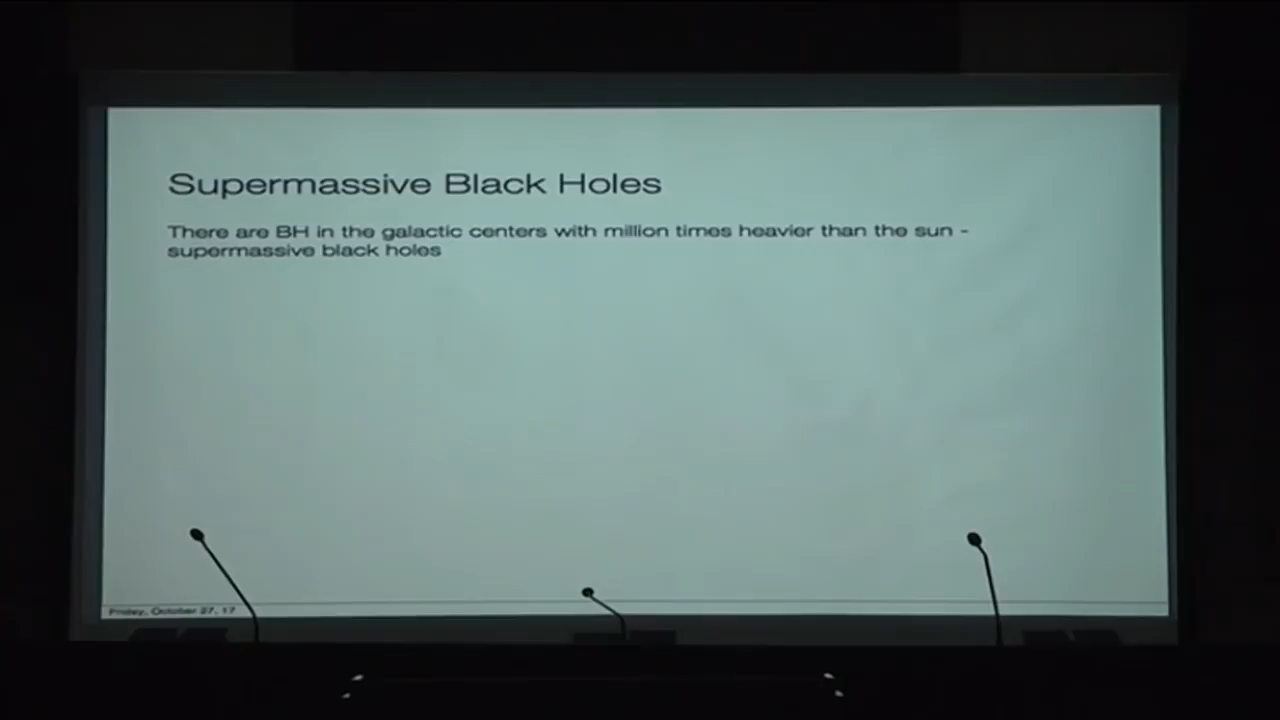 Supermassive Black Holes
There are BH in the galactic centers with million times heavier than the sun -
supermassive black holes
Friday, October 27, 17